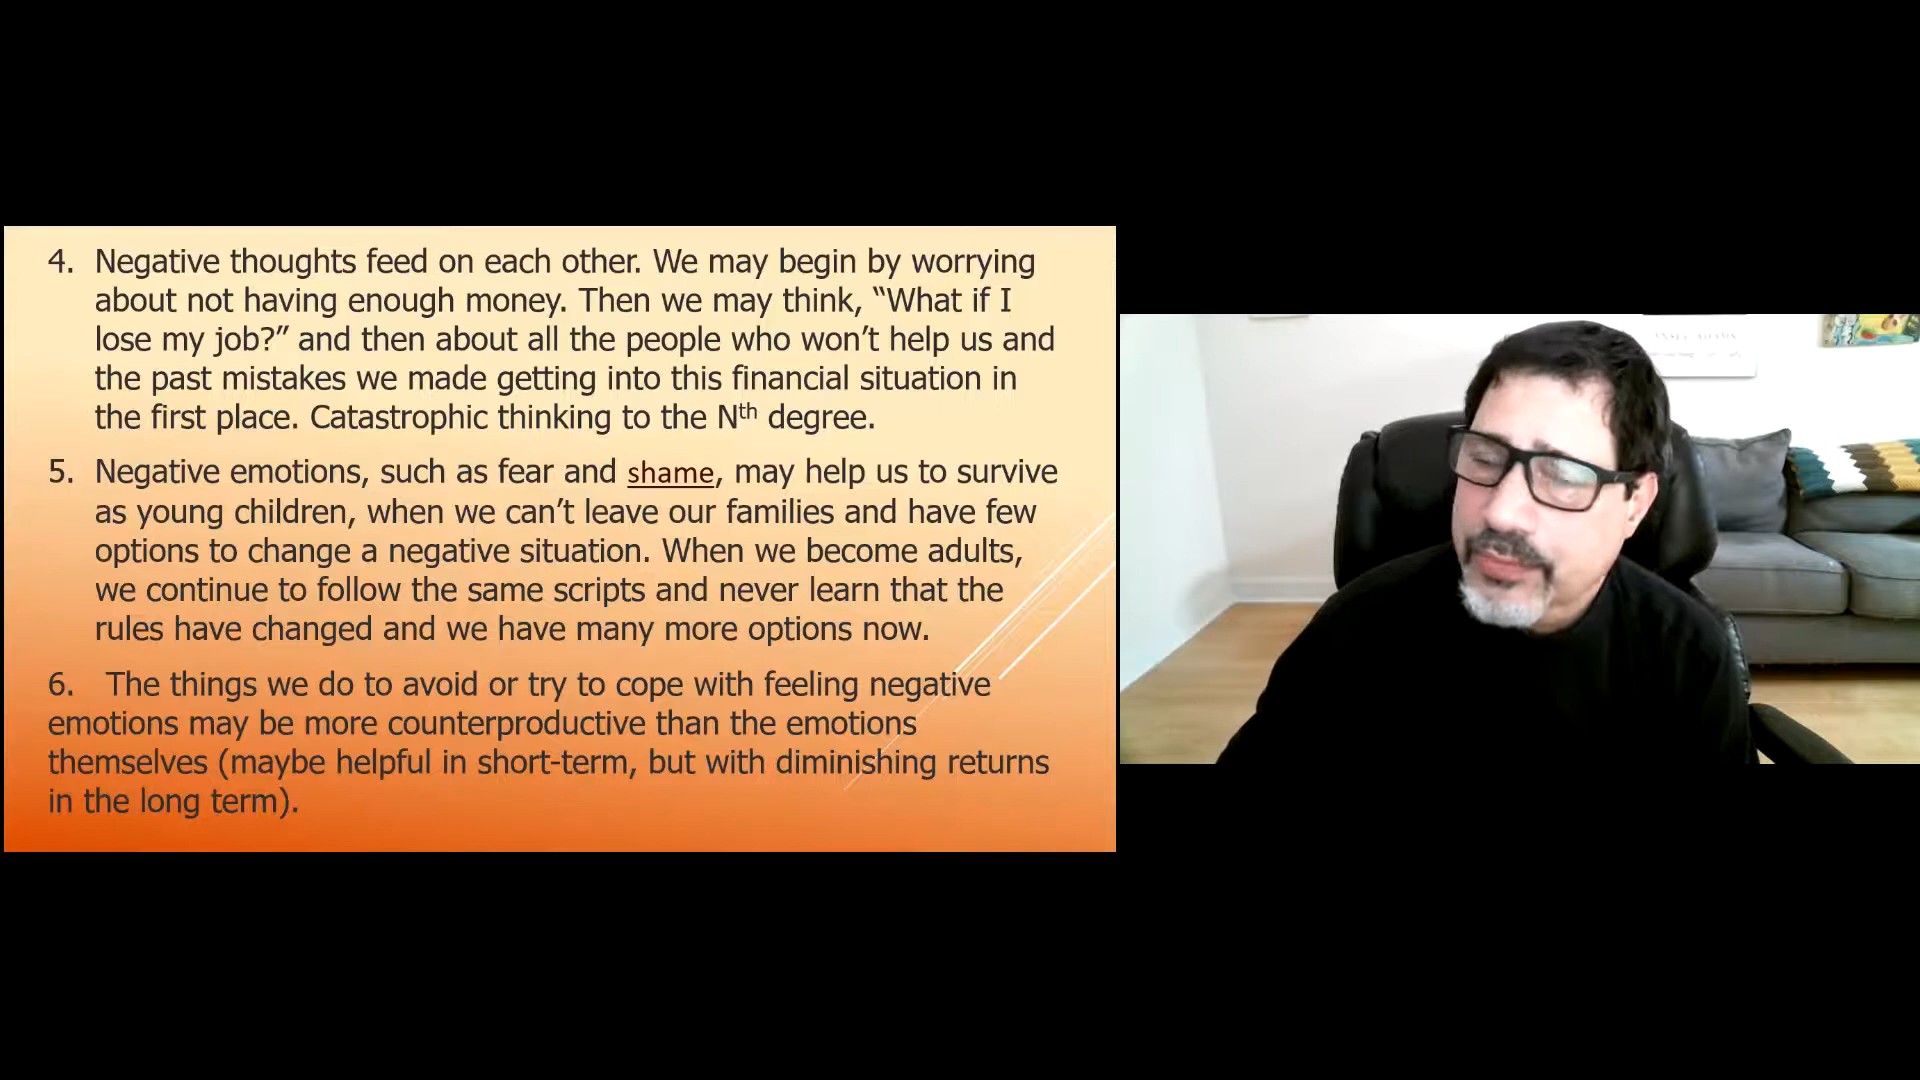 4. Negative thoughts feed on each other. We may begin by worrying
about not having enough money. Then we may think, “What if I
lose my job?” and then about all the people who won’t help us and
the past mistakes we made getting into this financial situation in
the first place. Catastrophic thinking to the Nth degree.
5. Negative emotions, such as fear and shame, may help us to survive
as young children, when we can’t leave our families and have few
options to change a negative situation. When we become adults,
we continue to follow the same scripts and never learn that the
rules have changed and we have many more options now.
6. The things we do to avoid or try to cope with feeling negative
emotions may be more counterproductive than the emotions
themselves (maybe helpful in short-term, but with diminishing returns
in the long term).